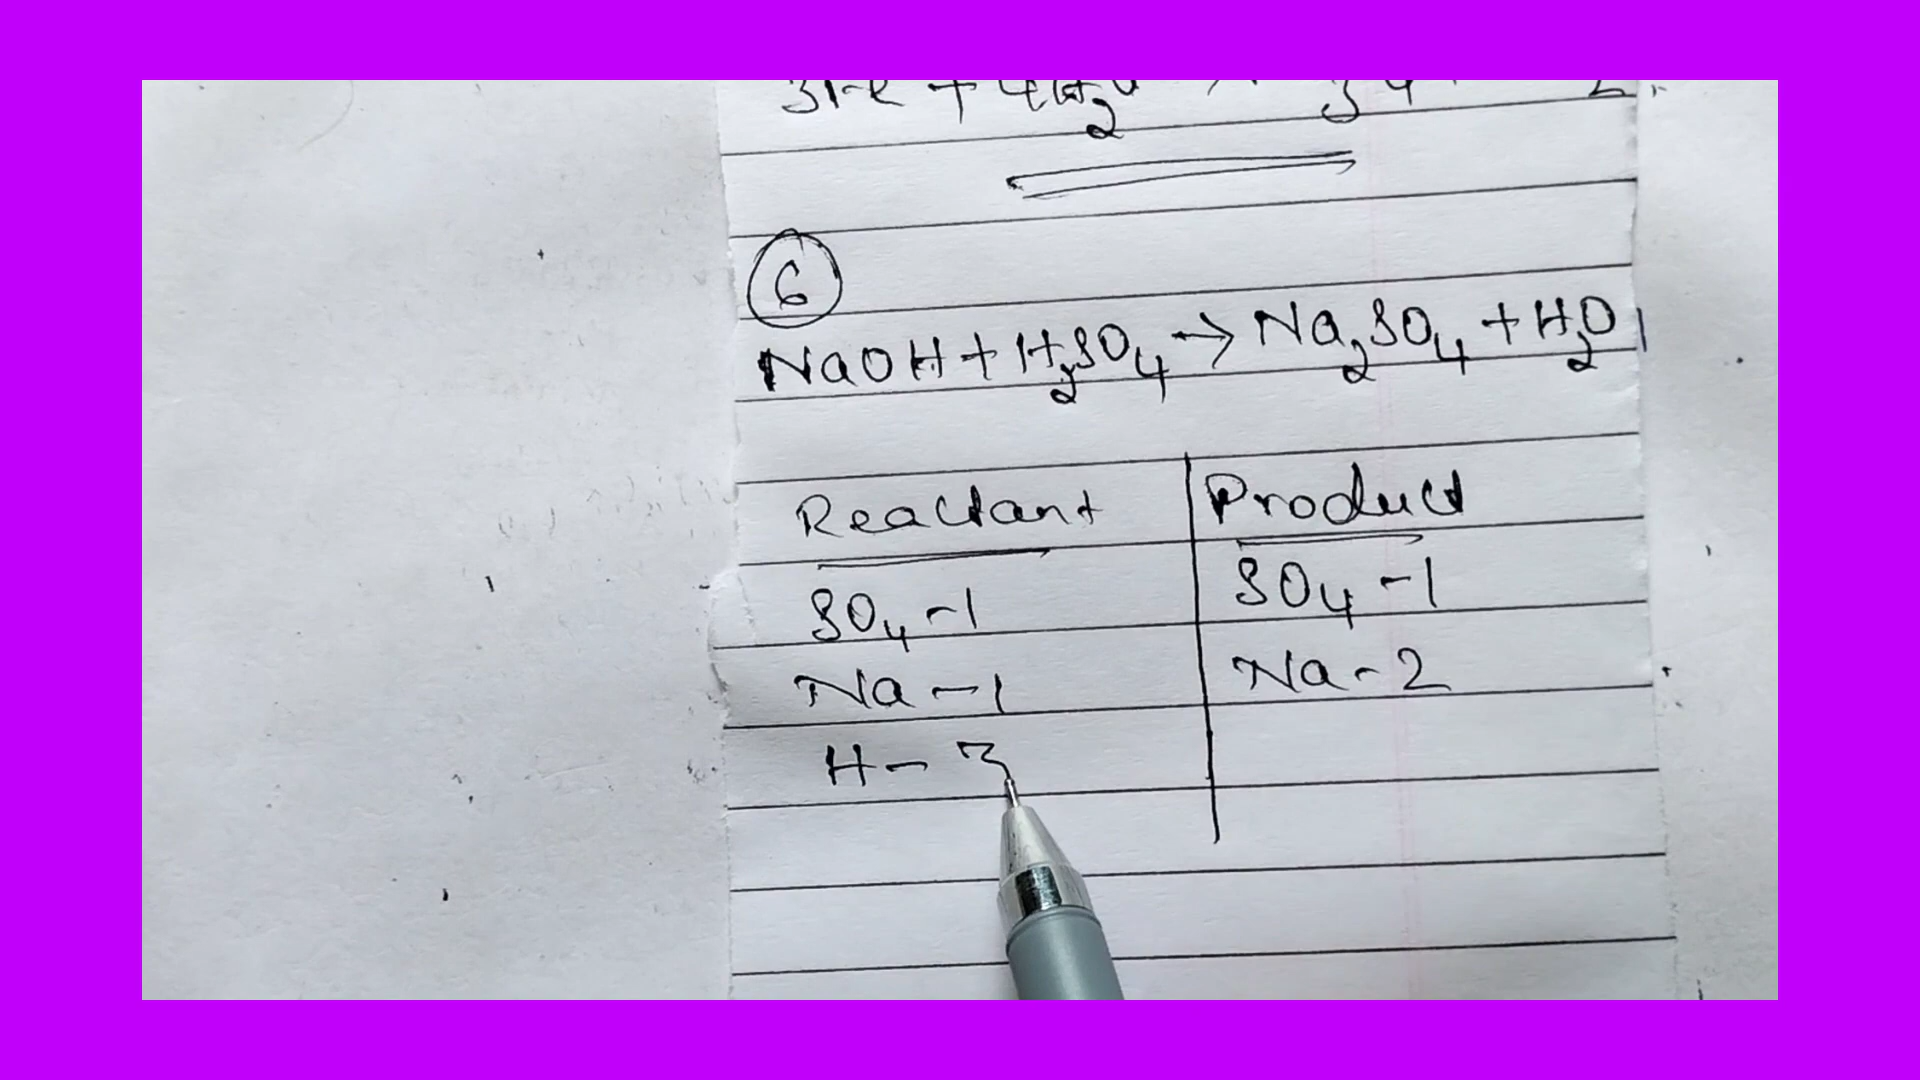 6
NaOH + H₂SO₄ → Na₂SO₄ + H₂O
Reactant Product
SO₄ - 1 SO₄ - 1
Na - 1 Na - 2
H - 3